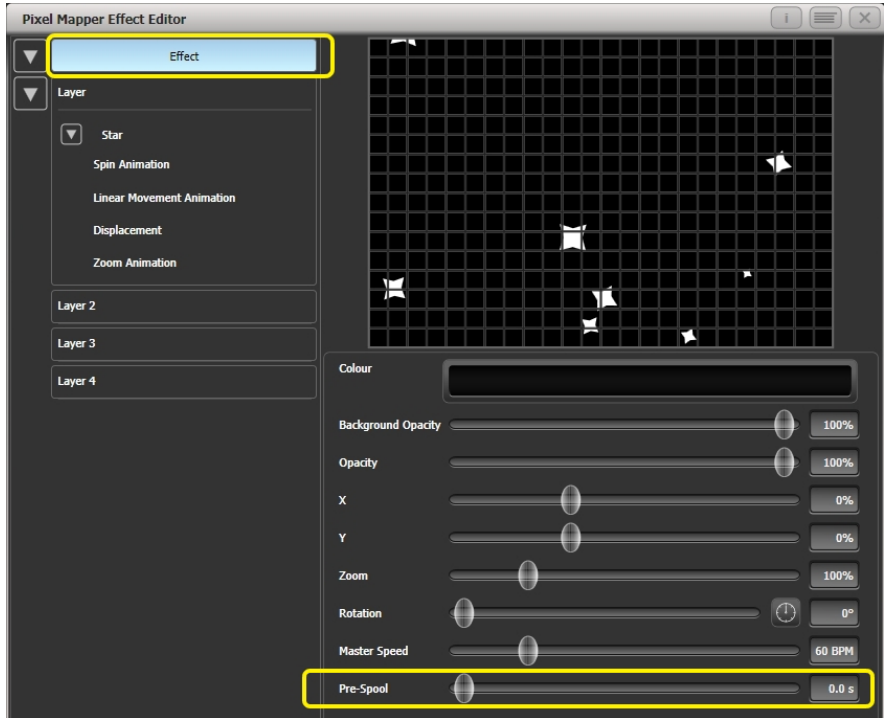 Pixel Mapper Effect Editor
i
Effect
Layer
Star
Spin Animation
Linear Movement Animation
Displacement
Zoom Animation
Layer 2
Layer 3
Layer 4
Colour
Background Opacity 100%
Opacity 100%
X 0%
Y 0%
Zoom 100%
Rotation 0°
Master Speed 60 BPM
Pre-Spool 0.0 s